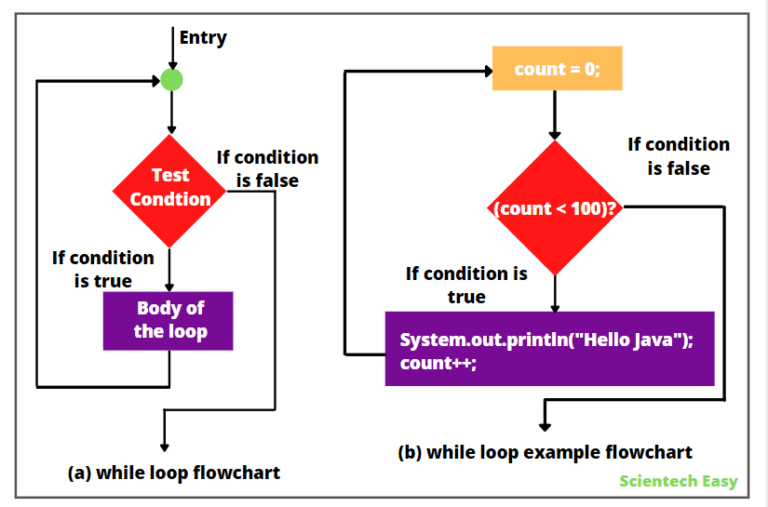 Entry
If condition
is false
Test
Condtion
If condition
is true
Body of
the loop
(a) while loop flowchart
count = 0;
If condition
is false
(count < 100)?
If condition is
true
System.out.println("Hello Java");
count++;
(b) while loop example flowchart
Scientech Easy